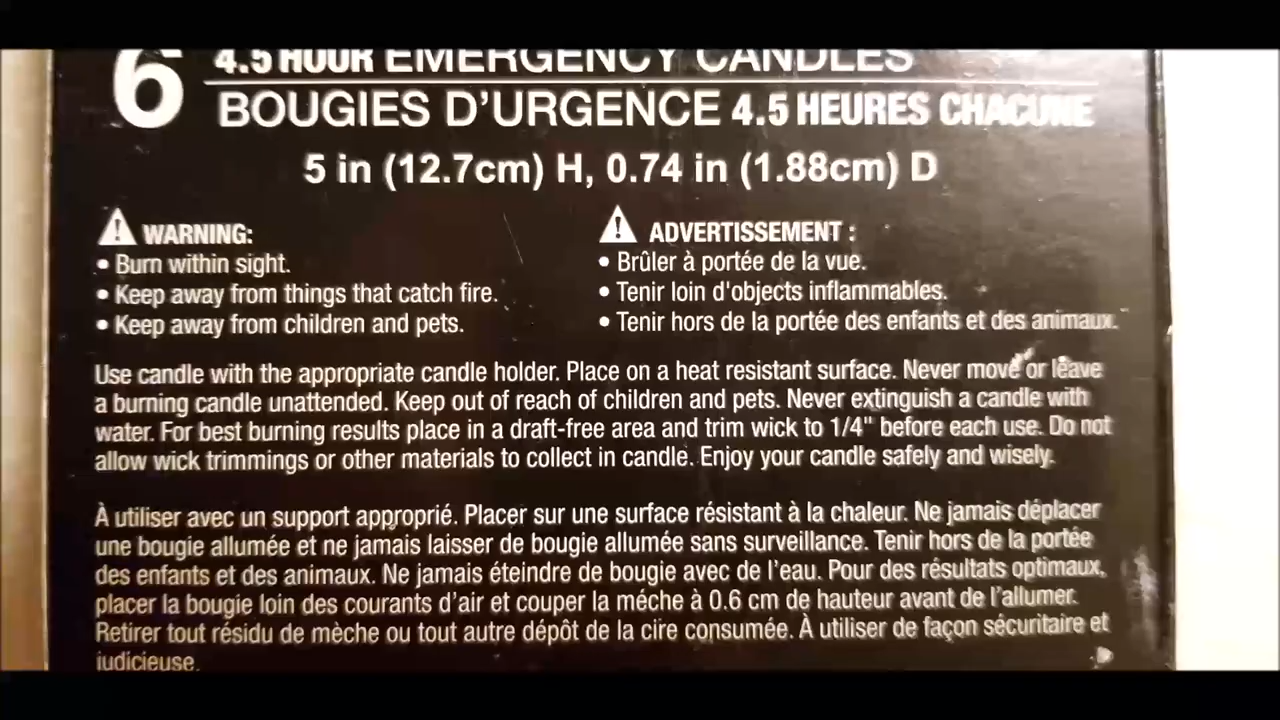 6 4.5 HOUR EMERGENCY CANDLES
BOUGIES D'URGENCE 4.5 HEURES CHACUNE
5 in (12.7cm) H, 0.74 in (1.88cm) D
WARNING:
• Burn within sight.
• Keep away from things that catch fire.
• Keep away from children and pets.
ADVERTISSEMENT :
• Brûler à portée de la vue.
• Tenir loin d'objects inflammables.
• Tenir hors de la portée des enfants et des animaux.
Use candle with the appropriate candle holder. Place on a heat resistant surface. Never move or leave
a burning candle unattended. Keep out of reach of children and pets. Never extinguish a candle with
water. For best burning results place in a draft-free area and trim wick to 1/4" before each use. Do not
allow wick trimmings or other materials to collect in candle. Enjoy your candle safely and wisely.
À utiliser avec un support approprié. Placer sur une surface résistant à la chaleur. Ne jamais déplacer
une bougie allumée et ne jamais laisser de bougie allumée sans surveillance. Tenir hors de la portée
des enfants et des animaux. Ne jamais éteindre de bougie avec de l'eau. Pour des résultats optimaux,
placer la bougie loin des courants d'air et couper la méche à 0.6 cm de hauteur avant de l'allumer.
Retirer tout résidu de mèche ou tout autre dépôt de la cire consumée. À utiliser de façon sécuritaire et
judicieuse.